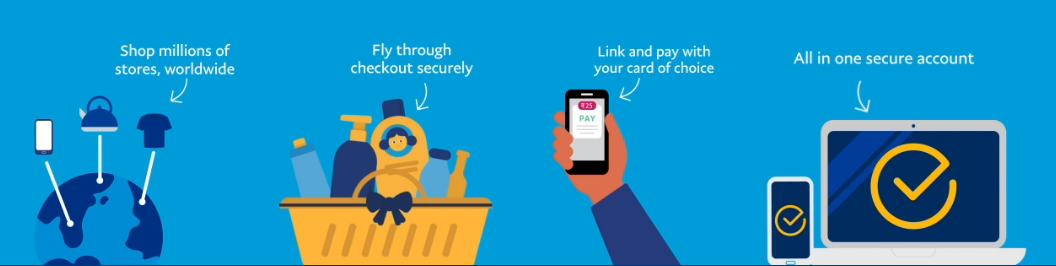 Shop millions of
stores, worldwide
Fly through
checkout securely
Link and pay with
your card of choice
₹25
PAY
All in one secure account